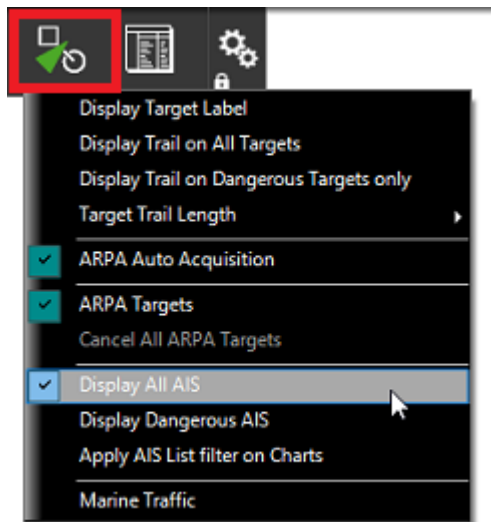 Display Target Label
Display Trail on All Targets
Display Trail on Dangerous Targets only
Target Trail Length
ARPA Auto Acquisition
ARPA Targets
Cancel All ARPA Targets
Display All AIS
Display Dangerous AIS
Apply AIS List filter on Charts
Marine Traffic